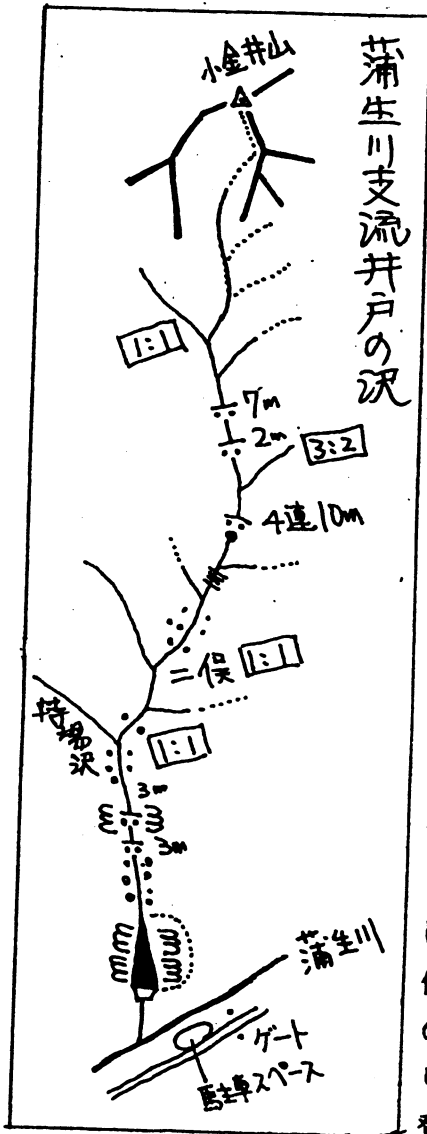 蒲生川支流井戸の沢
小金井山
1:1
7m
2m
3:2
4連10m
二俣 1:1
待場沢
1:1
3m
3m
蒲生川
ゲート
駐車スペース